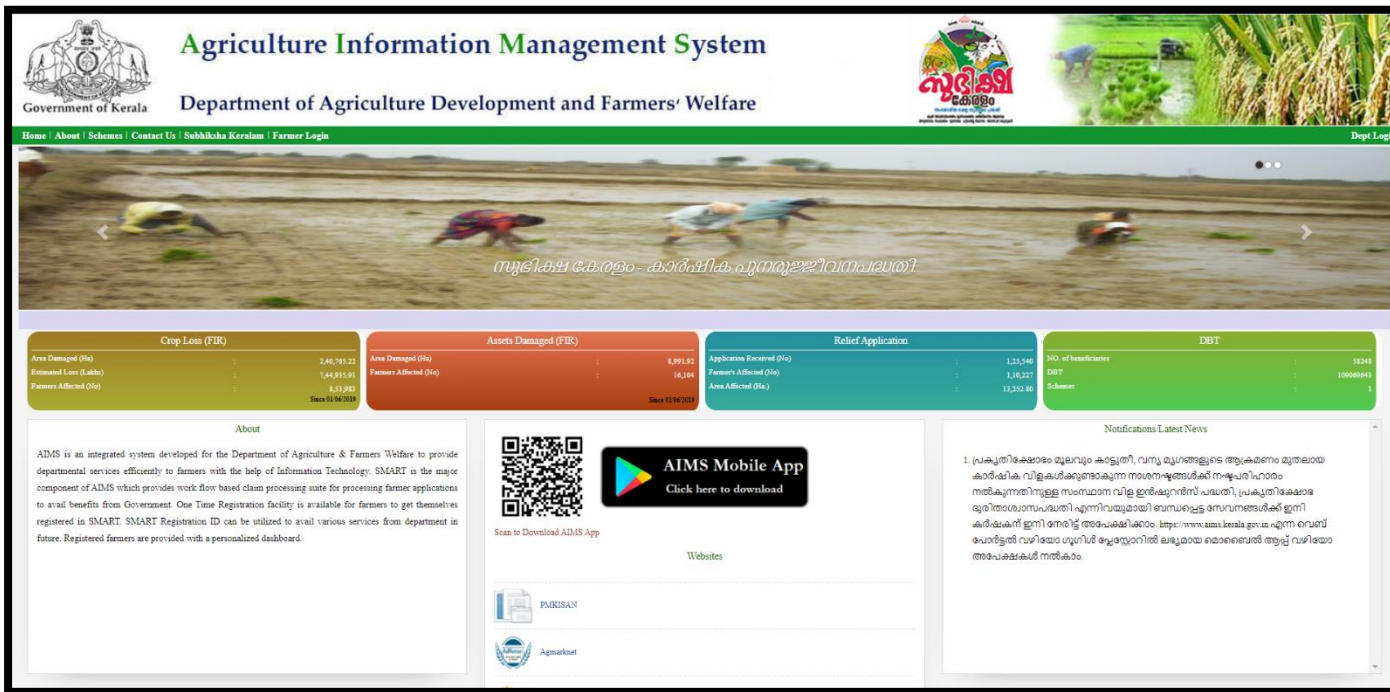 Agriculture Information Management System
Department of Agriculture Development and Farmers' Welfare
Government of Kerala
സുഭിക്ഷ
കേരളം
Home | About | Schemes | Contact Us | Subhiksha Keralam | Farmer Login
Dept Logi
സുഭിക്ഷ കേരളം - കാർഷിക പുനരുജ്ജീവനപദ്ധതി
Crop Loss (FIR)
Area Damaged (Ha) : 2,40,765.22
Estimated Loss (Lakhs) : 7,44,935.91
Farmers Affected (No) : 8,53,983
Since 01/06/2019
Assets Damaged (FIR)
Area Damaged (Ha) : 8,991.92
Farmers Affected (No) : 16,104
Since 01/06/2019
Relief Application
Application Received (No) : 1,25,540
Farmer's Affected (No) : 1,10,227
Area Affected (Ha.) : 13,252.80
DBT
NO. of beneficiaries : 58248
DBT : 109060643
Schemes : 1
About
AIMS is an integrated system developed for the Department of Agriculture & Farmers Welfare to provide
departmental services efficiently to farmers with the help of Information Technology. SMART is the major
component of AIMS which provides work flow based claim processing suite for processing farmer applications
to avail benefits from Government. One Time Registration facility is available for farmers to get themselves
registered in SMART. SMART Registration ID can be utilized to avail various services from department in
future. Registered farmers are provided with a personalized dashboard.
AIMS Mobile App
Click here to download
Scan to Download AIMS App
Websites
PMKISAN
Agmarknet
Notifications/Latest News
1. പ്രകൃതിക്ഷോഭം മൂലവും കാട്ടുതീ, വന്യ മൃഗങ്ങളുടെ ആക്രമണം മുതലായ
കാർഷിക വിളകൾക്കുണ്ടാകുന്ന നാശനഷ്ടങ്ങൾക്ക് നഷ്ടപരിഹാരം
നൽകുന്നതിനുള്ള സംസ്ഥാന വിള ഇൻഷുറൻസ് പദ്ധതി, പ്രകൃതിക്ഷോഭ
ദുരിതാശ്വാസപദ്ധതി എന്നിവയുമായി ബന്ധപ്പെട്ട സേവനങ്ങൾക്ക് ഇനി
കർഷകന് ഇനി നേരിട്ട് അപേക്ഷിക്കാം. https://www.aims.kerala.gov.in എന്ന വെബ്
പോർട്ടൽ വഴിയോ ഗൂഗിൾ പ്ലേസ്റ്റോറിൽ ലഭ്യമായ മൊബൈൽ ആപ്പ് വഴിയോ
അപേക്ഷകൾ നൽകാം.